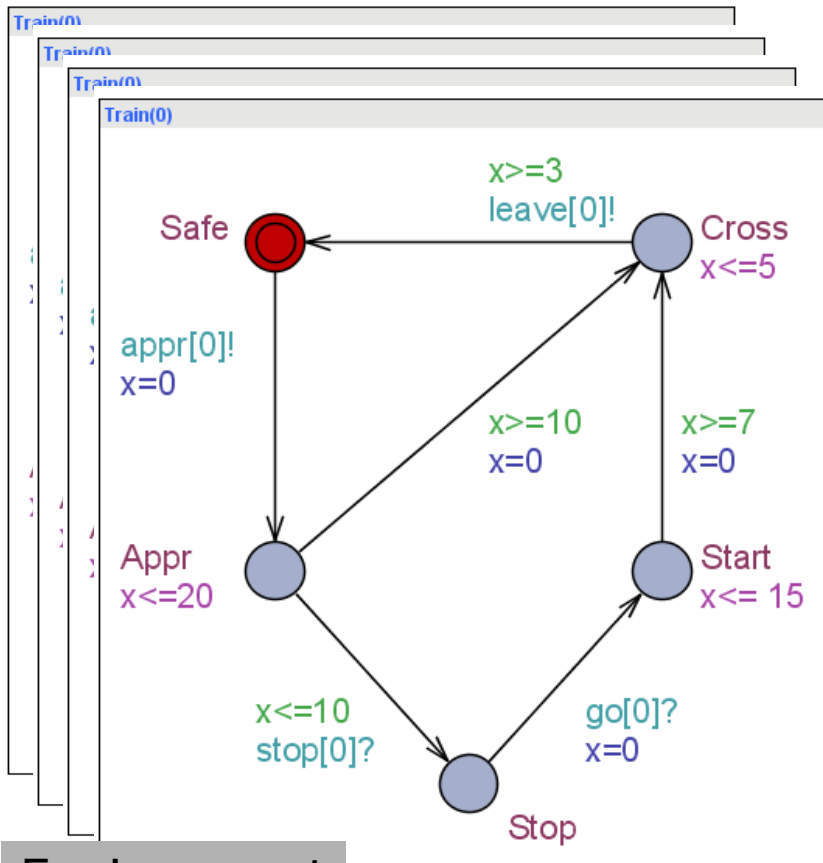 Train(0)
Train(0)
Train(0)
Train(0)
x>=3
leave[0]!
Safe
Cross
x<=5
appr[0]!
x=0
x>=10
x=0
x>=7
x=0
Appr
x<=20
Start
x<= 15
x<=10
stop[0]?
go[0]?
x=0
Stop